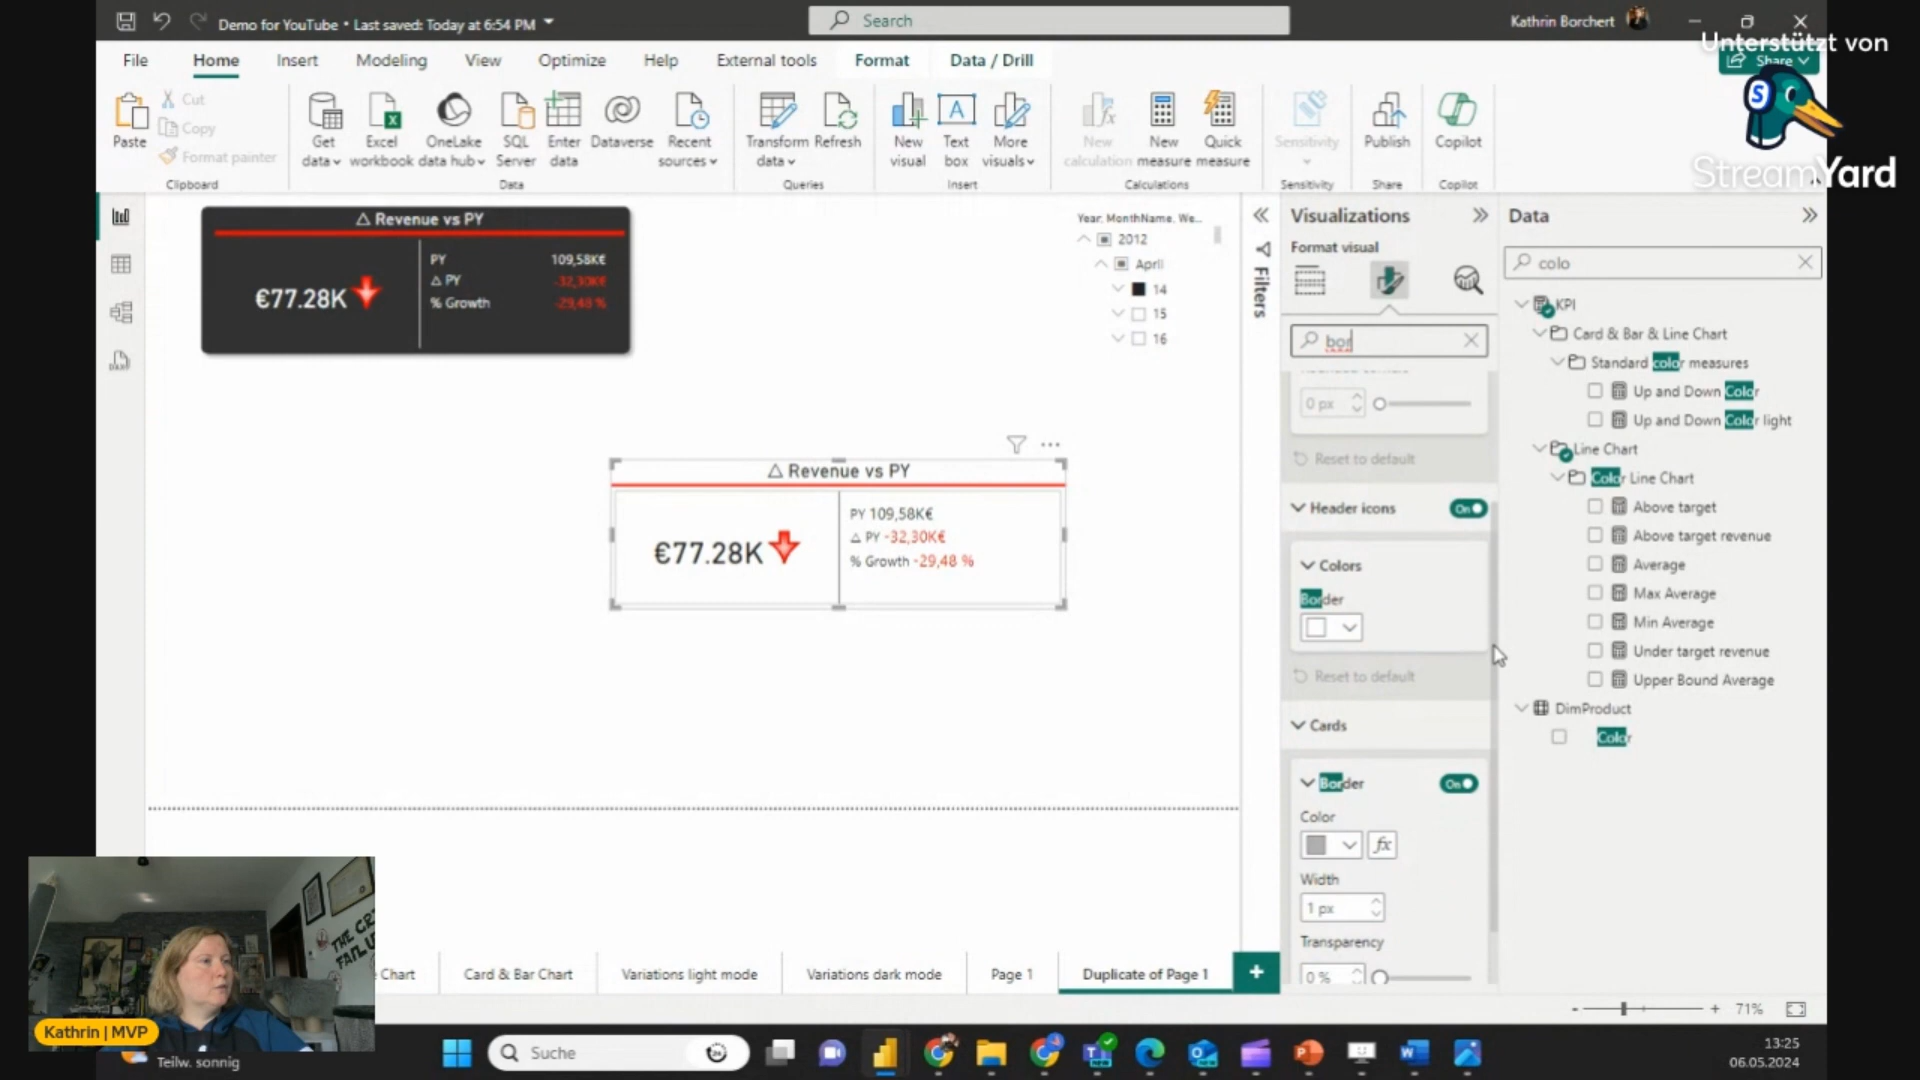 Demo for YouTube • Last saved: Today at 6:54 PM
Search
Kathrin Borchert
Unterstützt von
StreamYard
File
Home
Insert
Modeling
View
Optimize
Help
External tools
Format
Data / Drill
Share
Paste
Cut
Copy
Format painter
Clipboard
Get data
Excel workbook
OneLake data hub
SQL Server
Enter data
Dataverse
Recent sources
Data
Transform data
Refresh
Queries
New visual
Text box
More visuals
Insert
New calculation
New measure
Quick measure
Calculations
Sensitivity
Sensitivity
Publish
Share
Copilot
Copilot
△ Revenue vs PY
€77.28K
PY 109,58K€
△ PY -32,30K€
% Growth -29,48 %
Year, MonthName, We...
2012
April
14
15
16
△ Revenue vs PY
€77.28K
PY 109,58K€
△ PY -32,30K€
% Growth -29,48 %
Filters
Visualizations
Format visual
bor
0 px
Reset to default
Header icons
On
Colors
Border
Reset to default
Cards
Border
On
Color
fx
Width
1 px
Transparency
0 %
Data
colo
KPI
Card & Bar & Line Chart
Standard color measures
Up and Down Color
Up and Down Color light
Line Chart
Color Line Chart
Above target
Above target revenue
Average
Max Average
Min Average
Under target revenue
Upper Bound Average
DimProduct
Color
Chart
Card & Bar Chart
Variations light mode
Variations dark mode
Page 1
Duplicate of Page 1
+
- + 71%
THE CR
FAILU
Kathrin | MVP
Teilw. sonnig
Suche
13:25
06.05.2024